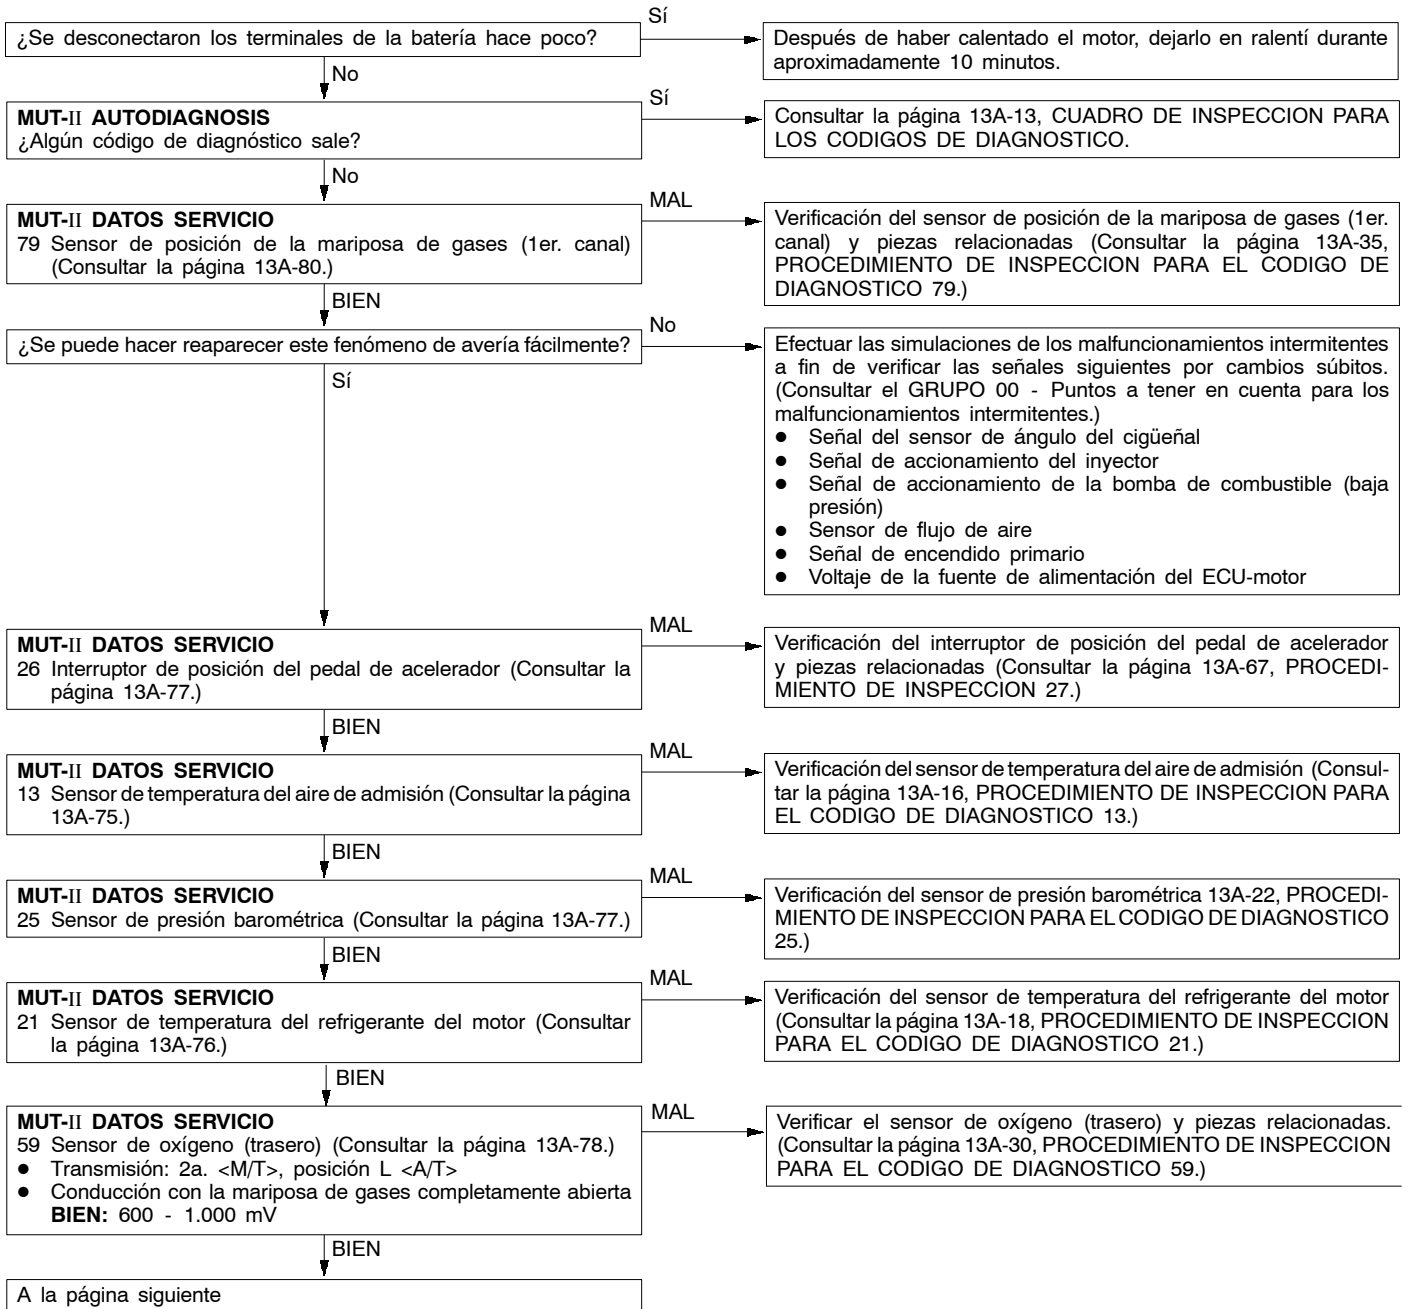 Sí
¿Se desconectaron los terminales de la batería hace poco?
Después de haber calentado el motor, dejarlo en ralentí durante
aproximadamente 10 minutos.
No
Sí
MUT-II AUTODIAGNOSIS
¿Algún código de diagnóstico sale?
Consultar la página 13A-13, CUADRO DE INSPECCION PARA
LOS CODIGOS DE DIAGNOSTICO.
No
MAL
MUT-II DATOS SERVICIO
79 Sensor de posición de la mariposa de gases (1er. canal)
(Consultar la página 13A-80.)
Verificación del sensor de posición de la mariposa de gases (1er.
canal) y piezas relacionadas (Consultar la página 13A-35,
PROCEDIMIENTO DE INSPECCION PARA EL CODIGO DE
DIAGNOSTICO 79.)
BIEN
No
¿Se puede hacer reaparecer este fenómeno de avería fácilmente?
Efectuar las simulaciones de los malfuncionamientos intermitentes
a fin de verificar las señales siguientes por cambios súbitos.
(Consultar el GRUPO 00 - Puntos a tener en cuenta para los
malfuncionamientos intermitentes.)
● Señal del sensor de ángulo del cigüeñal
● Señal de accionamiento del inyector
● Señal de accionamiento de la bomba de combustible (baja
presión)
● Sensor de flujo de aire
● Señal de encendido primario
● Voltaje de la fuente de alimentación del ECU-motor
Sí
MAL
MUT-II DATOS SERVICIO
26 Interruptor de posición del pedal de acelerador (Consultar la
página 13A-77.)
Verificación del interruptor de posición del pedal de acelerador
y piezas relacionadas (Consultar la página 13A-67, PROCEDI-
MIENTO DE INSPECCION 27.)
BIEN
MAL
MUT-II DATOS SERVICIO
13 Sensor de temperatura del aire de admisión (Consultar la página
13A-75.)
Verificación del sensor de temperatura del aire de admisión (Consul-
tar la página 13A-16, PROCEDIMIENTO DE INSPECCION PARA
EL CODIGO DE DIAGNOSTICO 13.)
BIEN
MAL
MUT-II DATOS SERVICIO
25 Sensor de presión barométrica (Consultar la página 13A-77.)
Verificación del sensor de presión barométrica 13A-22, PROCEDI-
MIENTO DE INSPECCION PARA EL CODIGO DE DIAGNOSTICO
25.)
BIEN
MAL
MUT-II DATOS SERVICIO
21 Sensor de temperatura del refrigerante del motor (Consultar
la página 13A-76.)
Verificación del sensor de temperatura del refrigerante del motor
(Consultar la página 13A-18, PROCEDIMIENTO DE INSPECCION
PARA EL CODIGO DE DIAGNOSTICO 21.)
BIEN
MAL
MUT-II DATOS SERVICIO
59 Sensor de oxígeno (trasero) (Consultar la página 13A-78.)
● Transmisión: 2a. <M/T>, posición L <A/T>
● Conducción con la mariposa de gases completamente abierta
BIEN: 600 - 1.000 mV
Verificar el sensor de oxígeno (trasero) y piezas relacionadas.
(Consultar la página 13A-30, PROCEDIMIENTO DE INSPECCION
PARA EL CODIGO DE DIAGNOSTICO 59.)
BIEN
A la página siguiente